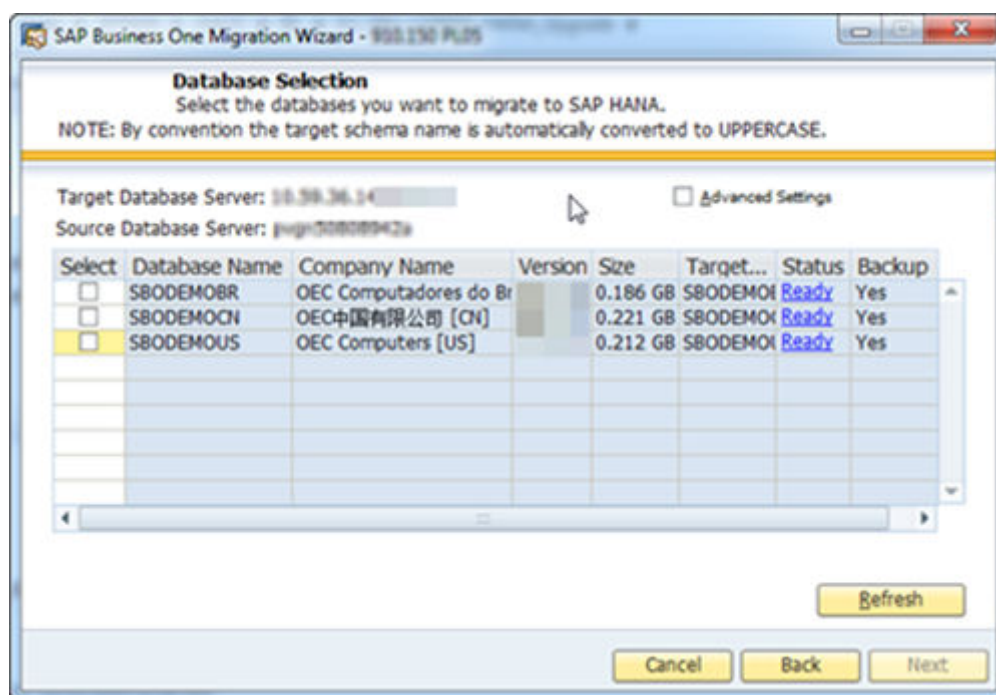 SAP Business One Migration Wizard -
Database Selection
Select the databases you want to migrate to SAP HANA.
NOTE: By convention the target schema name is automatically converted to UPPERCASE.
Target Database Server:
Advanced Settings
Source Database Server:
Select Database Name Company Name Version Size Target... Status Backup
SBODEMOBR OEC Computadores do Br 0.186 GB Ready Yes
SBODEMOCN OEC中国有限公司 [CN] 0.221 GB Ready Yes
SBODEMOUS OEC Computers [US] 0.212 GB Ready Yes
Refresh
Cancel Back Next